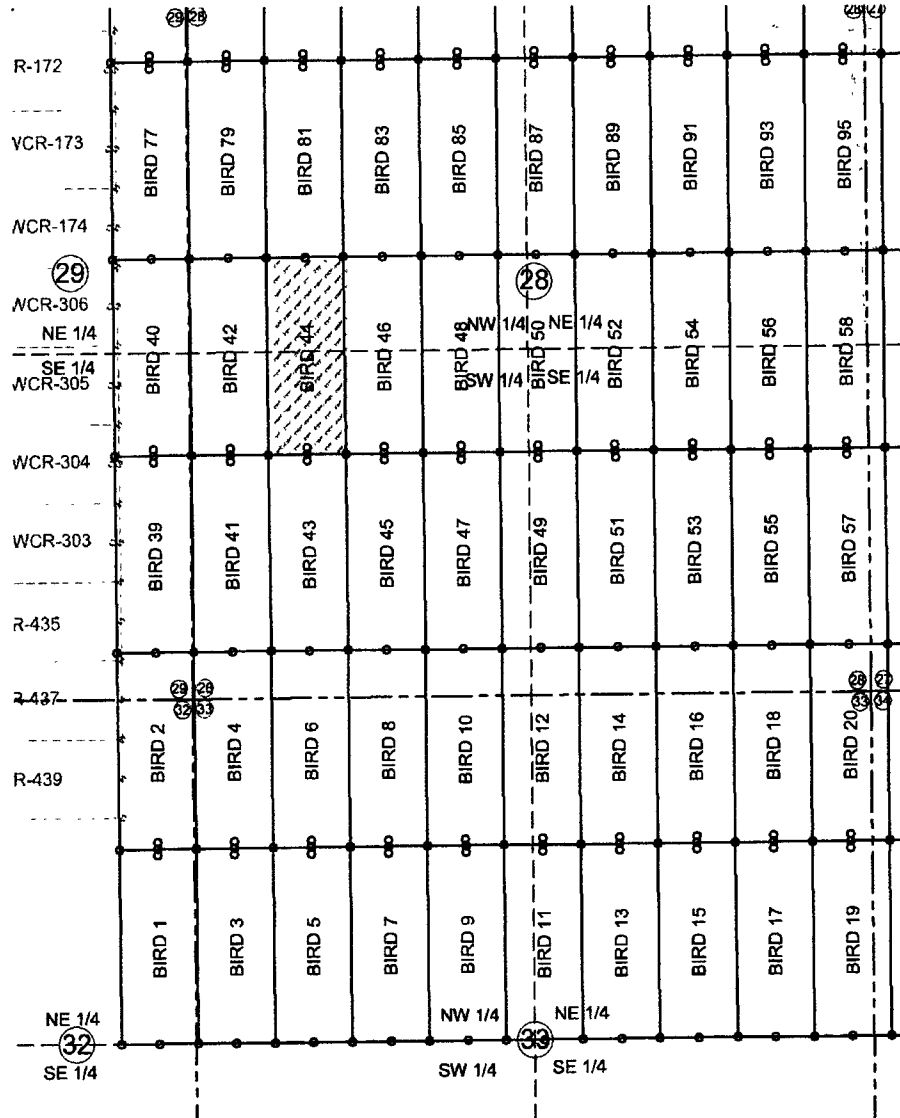 29 28
28 27
R-172
BIRD 77 BIRD 79 BIRD 81 BIRD 83 BIRD 85 BIRD 87 BIRD 89 BIRD 91 BIRD 93 BIRD 95
WCR-173
WCR-174
29 28
WCR-306
NE 1/4 NW 1/4 NE 1/4
BIRD 40 BIRD 42 BIRD 44 BIRD 46 BIRD 48 BIRD 50 BIRD 52 BIRD 54 BIRD 56 BIRD 58
SE 1/4 SW 1/4 SE 1/4
WCR-305
WCR-304
WCR-303
BIRD 39 BIRD 41 BIRD 43 BIRD 45 BIRD 47 BIRD 49 BIRD 51 BIRD 53 BIRD 55 BIRD 57
R-435
29 28 28 27
R-437
32 33 33 34
BIRD 2 BIRD 4 BIRD 6 BIRD 8 BIRD 10 BIRD 12 BIRD 14 BIRD 16 BIRD 18 BIRD 20
R-439
BIRD 1 BIRD 3 BIRD 5 BIRD 7 BIRD 9 BIRD 11 BIRD 13 BIRD 15 BIRD 17 BIRD 19
NE 1/4 NW 1/4 NE 1/4
32 33
SE 1/4 SW 1/4 SE 1/4